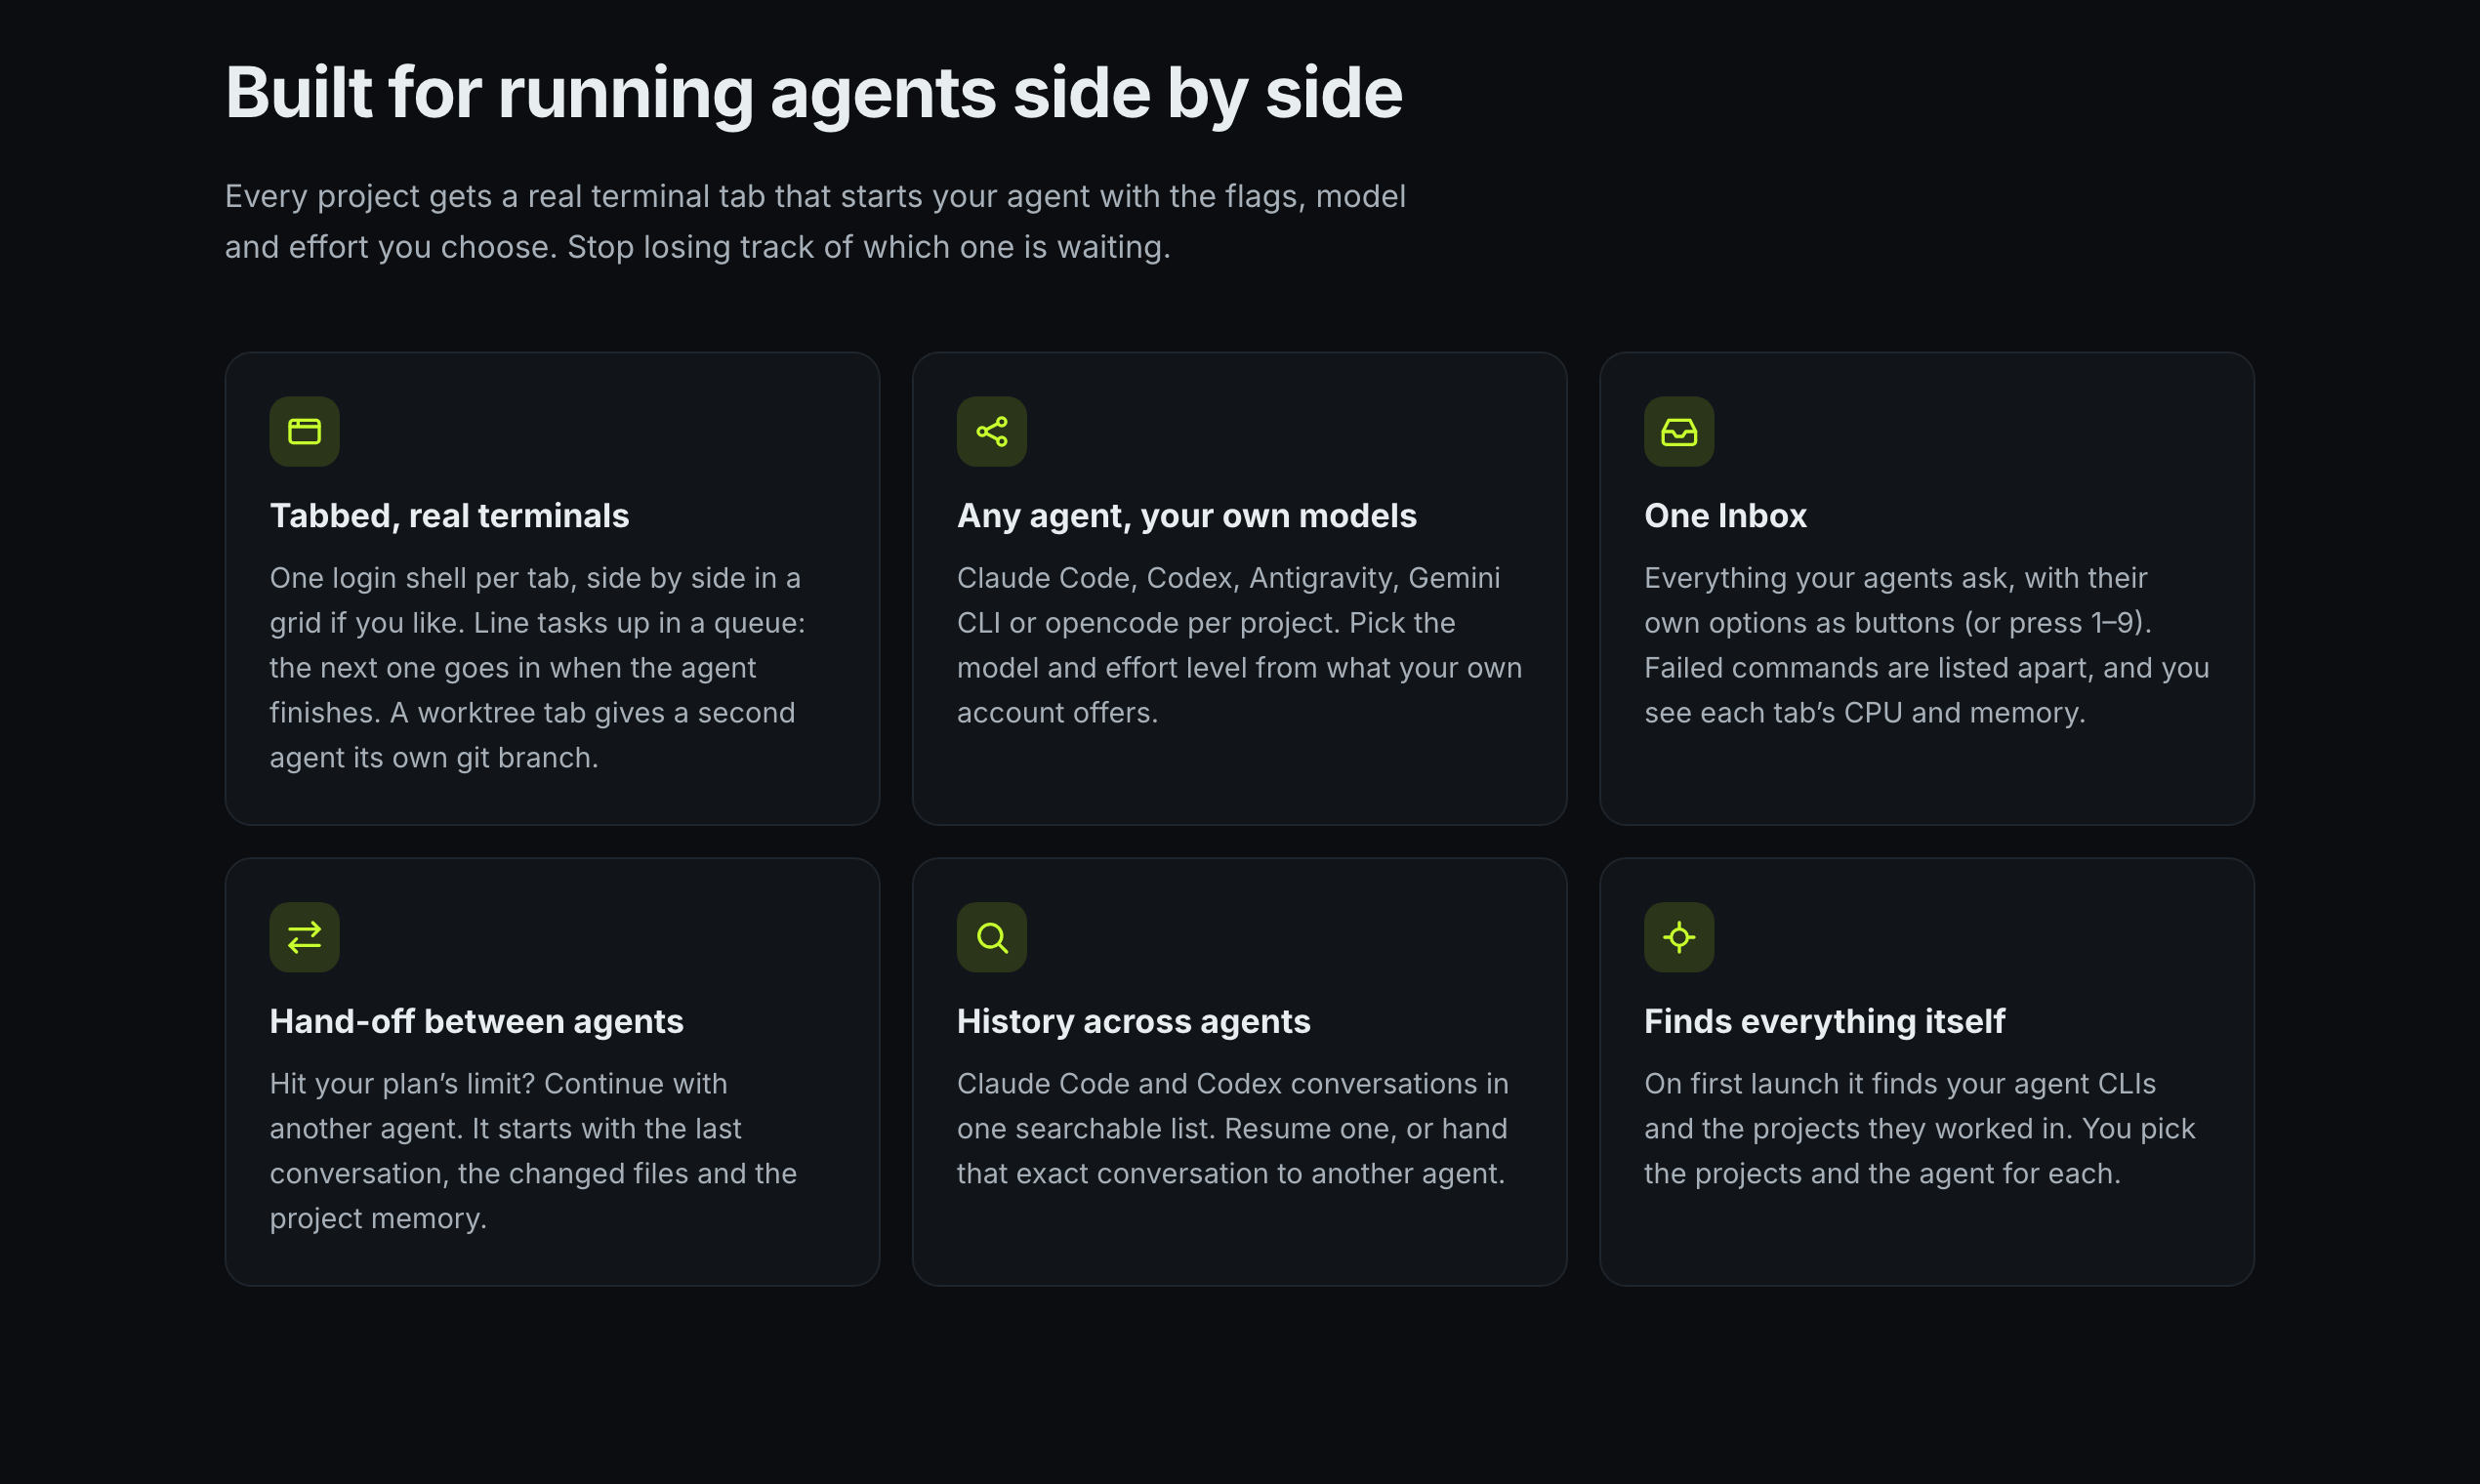 Built for running agents side by side
Every project gets a real terminal tab that starts your agent with the flags, model
and effort you choose. Stop losing track of which one is waiting.
Tabbed, real terminals
One login shell per tab, side by side in a
grid if you like. Line tasks up in a queue:
the next one goes in when the agent
finishes. A worktree tab gives a second
agent its own git branch.
Any agent, your own models
Claude Code, Codex, Antigravity, Gemini
CLI or opencode per project. Pick the
model and effort level from what your own
account offers.
One Inbox
Everything your agents ask, with their
own options as buttons (or press 1–9).
Failed commands are listed apart, and you
see each tab’s CPU and memory.
Hand-off between agents
Hit your plan’s limit? Continue with
another agent. It starts with the last
conversation, the changed files and the
project memory.
History across agents
Claude Code and Codex conversations in
one searchable list. Resume one, or hand
that exact conversation to another agent.
Finds everything itself
On first launch it finds your agent CLIs
and the projects they worked in. You pick
the projects and the agent for each.